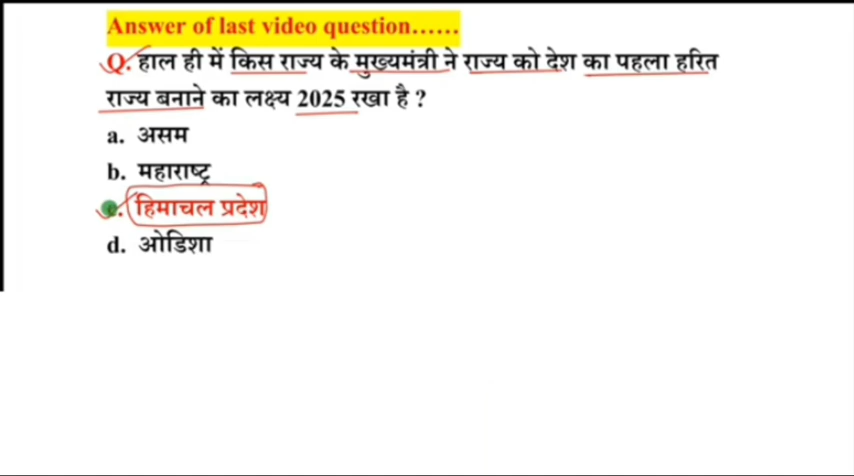 Answer of last video question......
Q. हाल ही में किस राज्य के मुख्यमंत्री ने राज्य को देश का पहला हरित
राज्य बनाने का लक्ष्य 2025 रखा है ?
a. असम
b. महाराष्ट्र
c. हिमाचल प्रदेश
d. ओडिशा